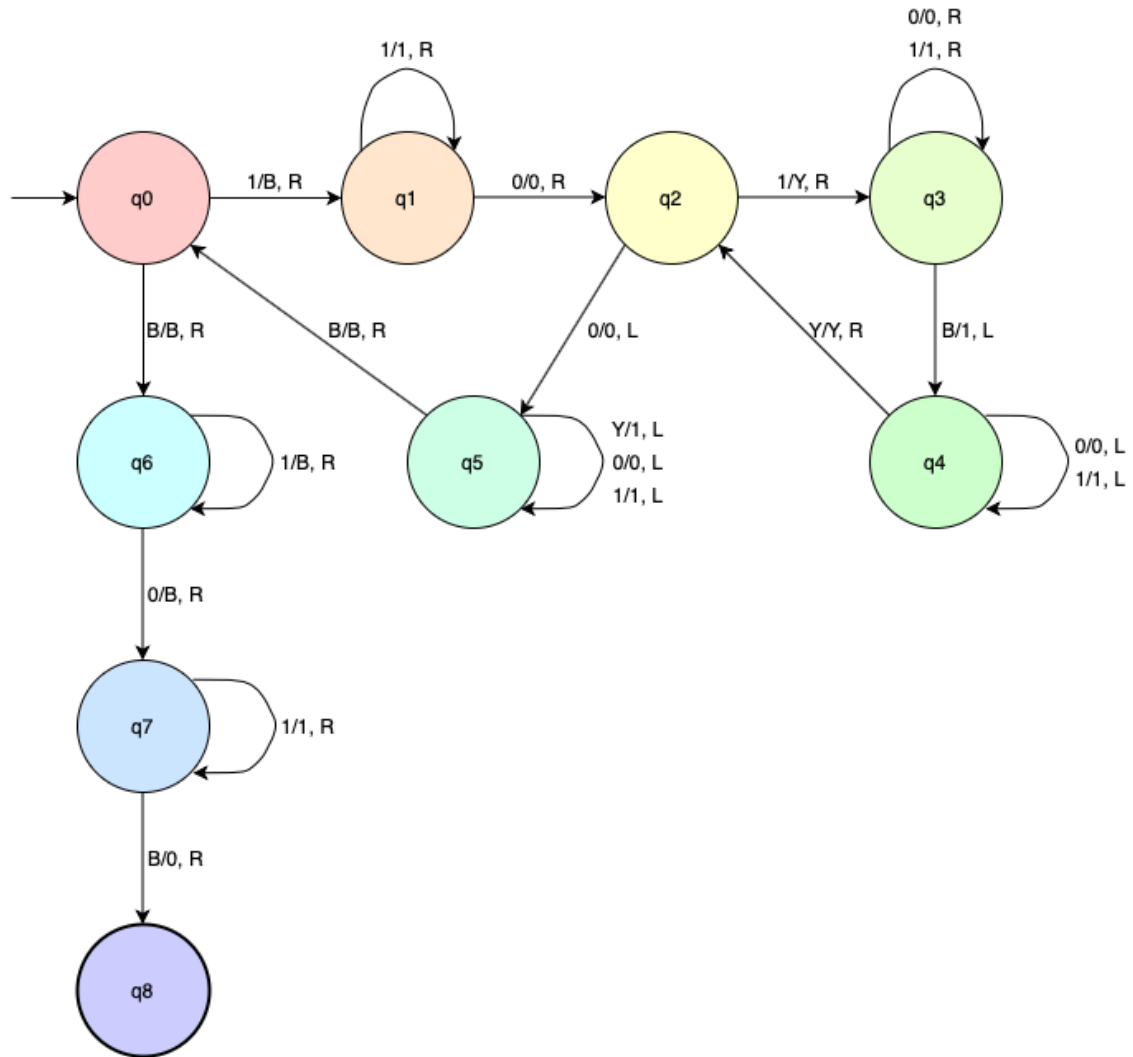 0/0, R
1/1, R
1/1, R
q0
1/B, R
q1
0/0, R
q2
1/Y, R
q3
B/B, R
B/B, R
0/0, L
Y/Y, R
B/1, L
q6
1/B, R
q5
Y/1, L
0/0, L
1/1, L
q4
0/0, L
1/1, L
0/B, R
q7
1/1, R
B/0, R
q8